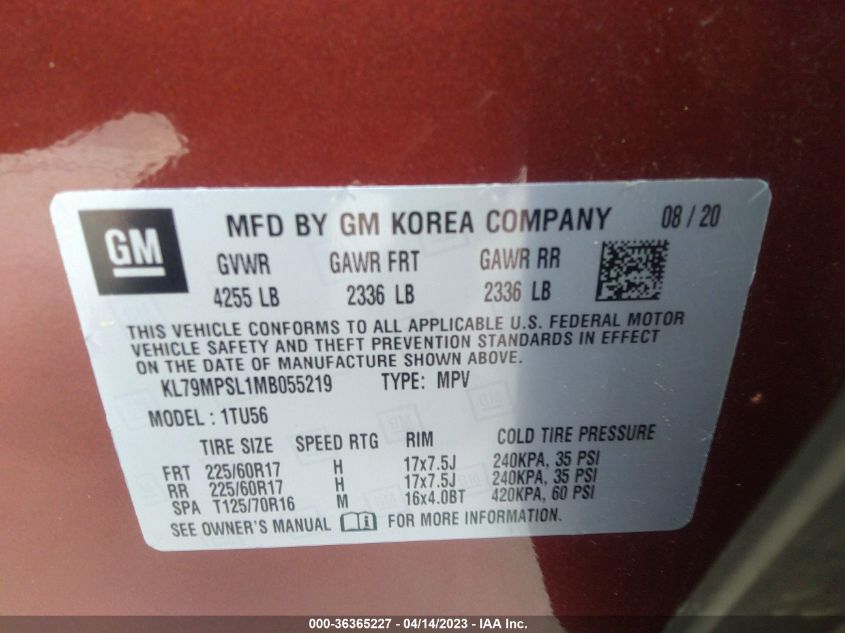 GM
MFD BY GM KOREA COMPANY 08 / 20
GVWR GAWR FRT GAWR RR
4255 LB 2336 LB 2336 LB
THIS VEHICLE CONFORMS TO ALL APPLICABLE U.S. FEDERAL MOTOR
VEHICLE SAFETY AND THEFT PREVENTION STANDARDS IN EFFECT
ON THE DATE OF MANUFACTURE SHOWN ABOVE.
KL79MPSL1MB055219 TYPE: MPV
MODEL : 1TU56
TIRE SIZE SPEED RTG RIM COLD TIRE PRESSURE
FRT 225/60R17 H 17x7.5J 240KPA, 35 PSI
RR 225/60R17 H 17x7.5J 240KPA, 35 PSI
SPA T125/70R16 M 16x4.0BT 420KPA, 60 PSI
SEE OWNER'S MANUAL FOR MORE INFORMATION.
000-36365227 - 04/14/2023 - IAA Inc.